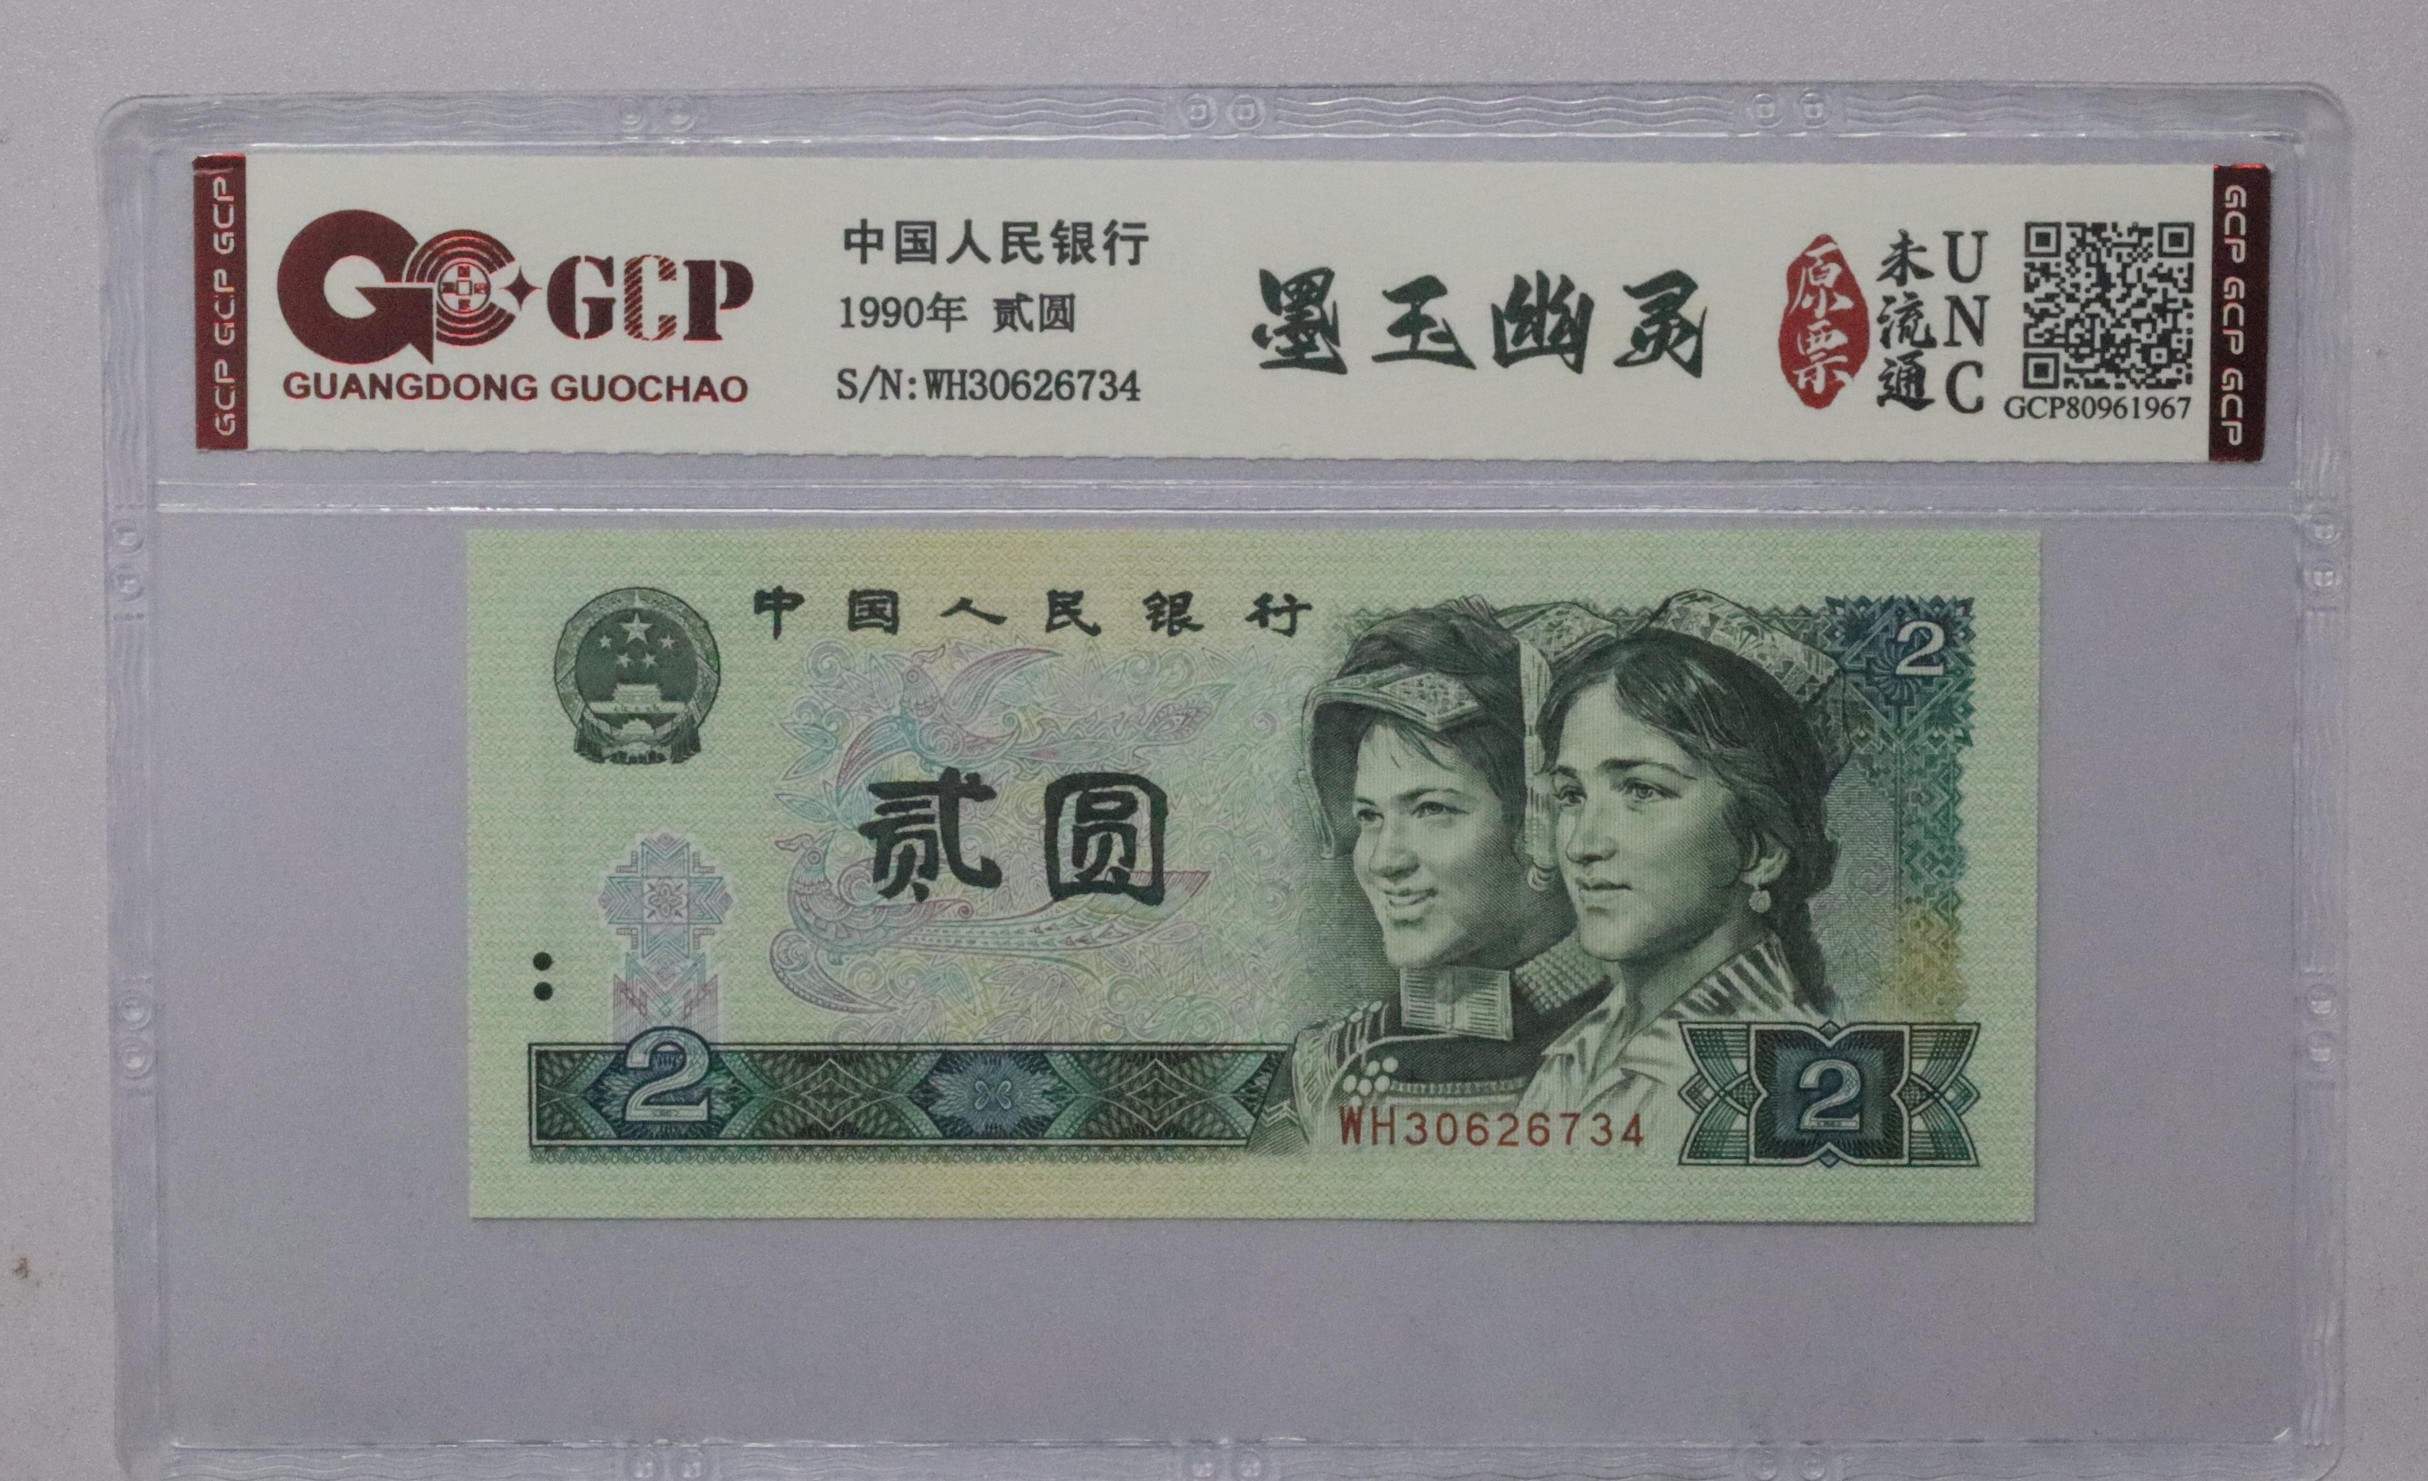 GCP GCP GCP
GCP
GUANGDONG GUOCHAO
中国人民银行
1990年 贰圆
S/N:WH30626734
墨玉幽灵
原票
未流通
UNC
GCP80961967
GCP GCP GCP
中国人民银行
2
贰圆
2
WH30626734
2